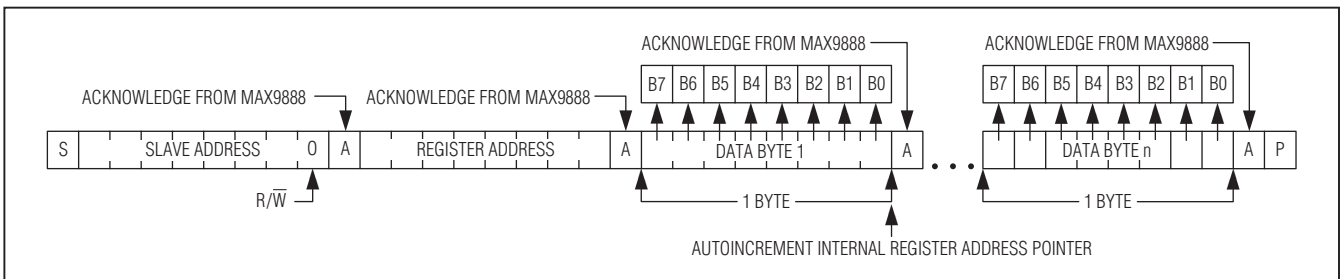 ACKNOWLEDGE FROM MAX9888 ACKNOWLEDGE FROM MAX9888
B7 B6 B5 B4 B3 B2 B1 B0 B7 B6 B5 B4 B3 B2 B1 B0
ACKNOWLEDGE FROM MAX9888 ACKNOWLEDGE FROM MAX9888
S SLAVE ADDRESS 0 A REGISTER ADDRESS A DATA BYTE 1 A DATA BYTE n A P
R/W̅ 1 BYTE 1 BYTE
AUTOINCREMENT INTERNAL REGISTER ADDRESS POINTER